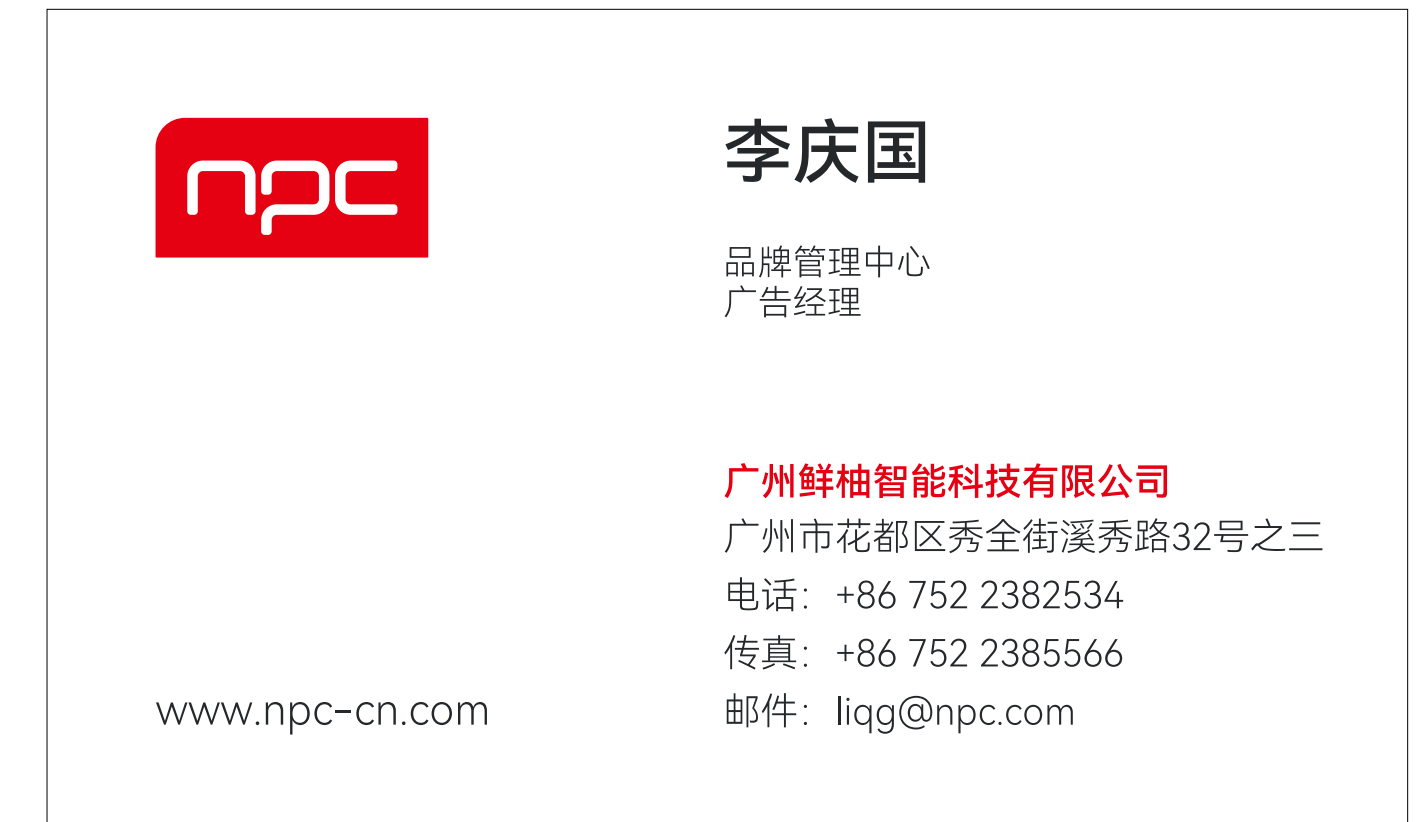 npc
李庆国
品牌管理中心
广告经理
广州鲜柚智能科技有限公司
广州市花都区秀全街溪秀路32号之三
电话：+86 752 2382534
传真：+86 752 2385566
邮件：liqg@npc.com
www.npc-cn.com